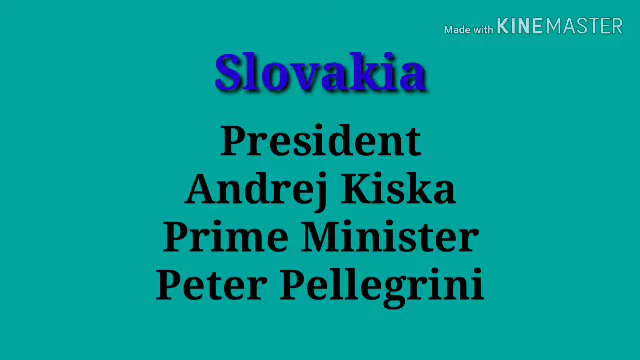 Made with KINEMASTER
Slovakia
President
Andrej Kiska
Prime Minister
Peter Pellegrini